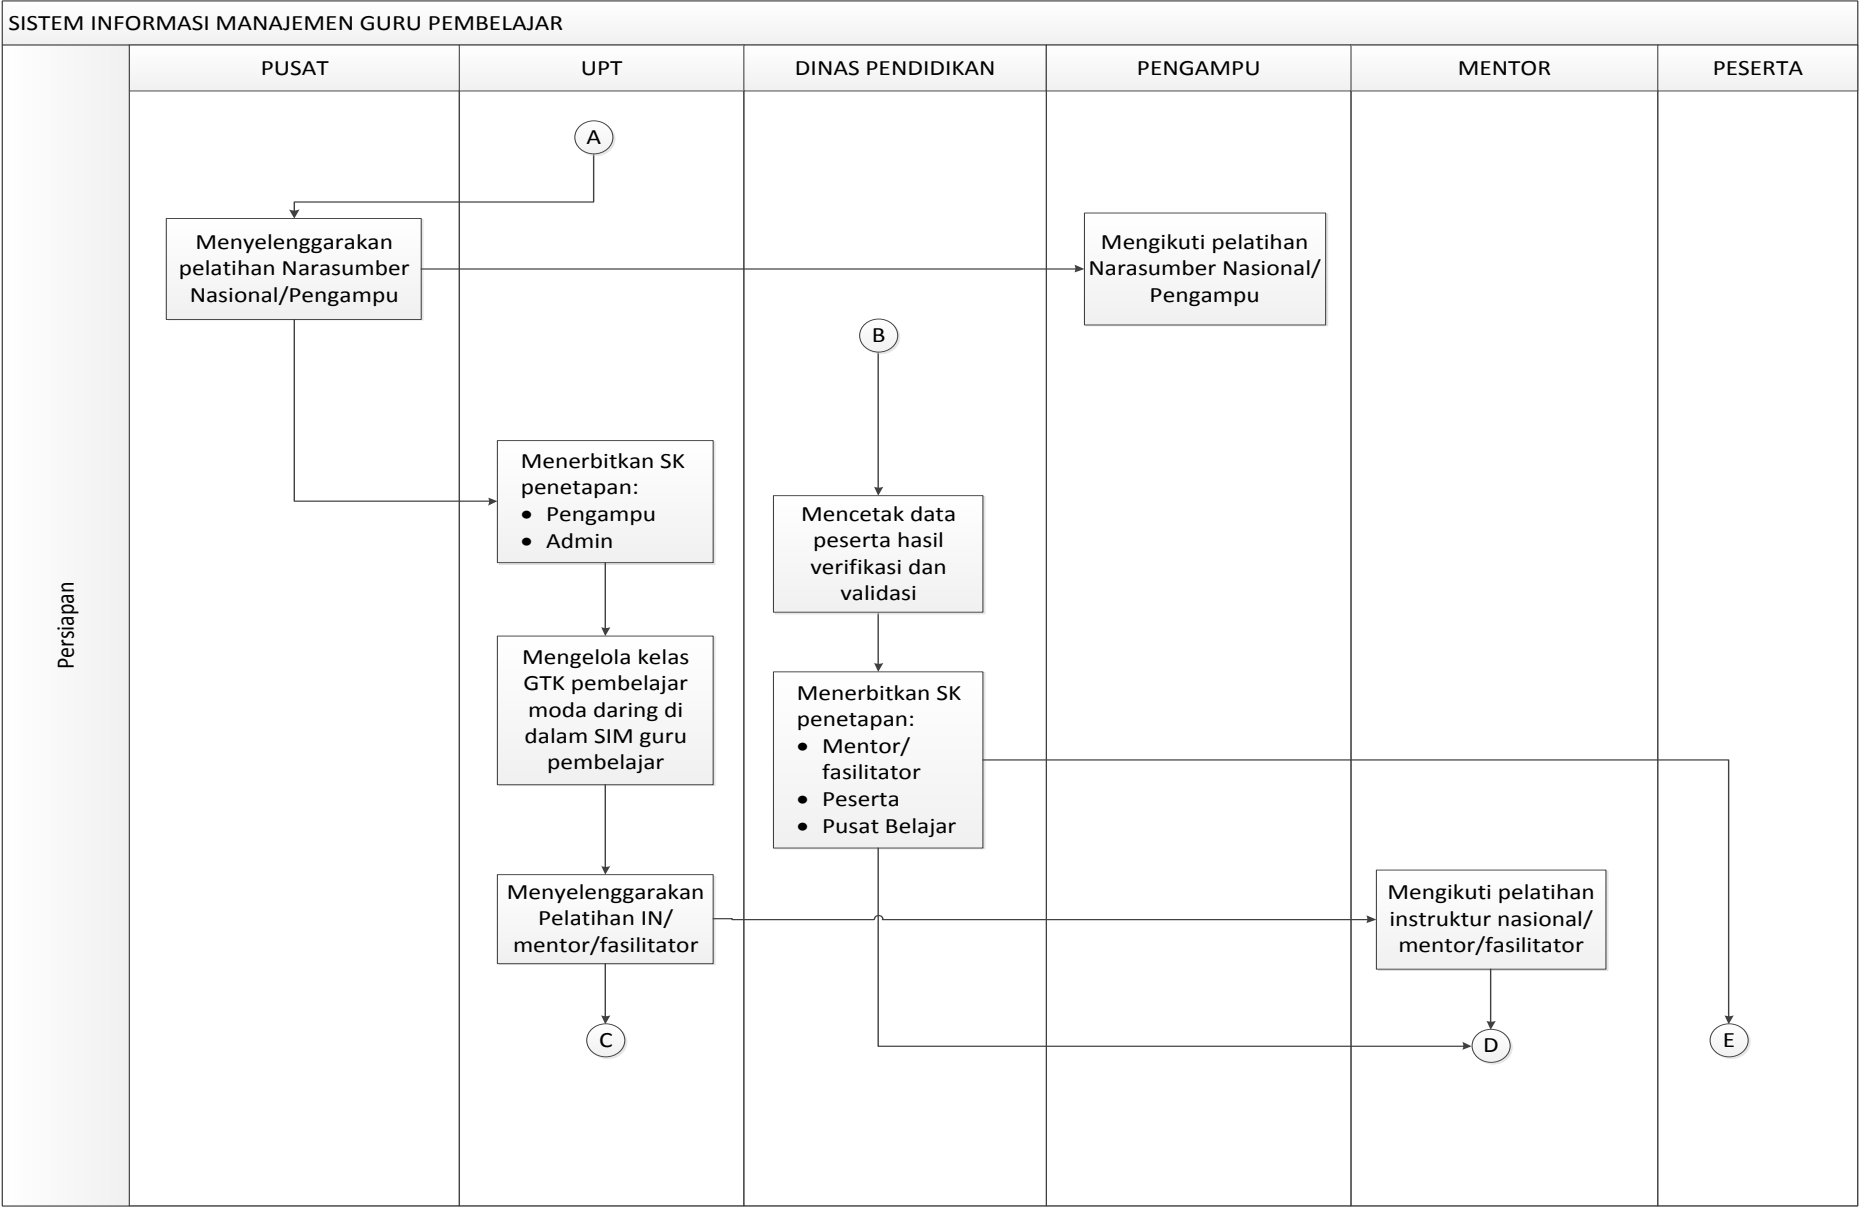 SISTEM INFORMASI MANAJEMEN GURU PEMBELAJAR
PUSAT
UPT
DINAS PENDIDIKAN
PENGAMPU
MENTOR
PESERTA
Persiapan
A
Menyelenggarakan
pelatihan Narasumber
Nasional/Pengampu
Mengikuti pelatihan
Narasumber Nasional/
Pengampu
B
Menerbitkan SK
penetapan:
• Pengampu
• Admin
Mencetak data
peserta hasil
verifikasi dan
validasi
Mengelola kelas
GTK pembelajar
moda daring di
dalam SIM guru
pembelajar
Menerbitkan SK
penetapan:
• Mentor/
fasilitator
• Peserta
• Pusat Belajar
Menyelenggarakan
Pelatihan IN/
mentor/fasilitator
Mengikuti pelatihan
instruktur nasional/
mentor/fasilitator
C
D
E